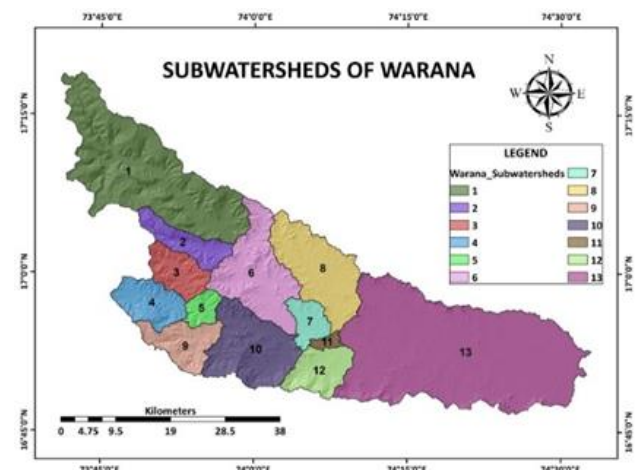 73°45'0"E 74°0'0"E 74°15'0"E 74°30'0"E
SUBWATERSHEDS OF WARANA
N
W E
S
17°15'0"N 17°15'0"N
LEGEND
Warana_Subwatersheds 7
1 8
2 9
3 10
4 11
5 12
6 13
1
2
3
4
5
6
7
8
9
10
11
12
13
17°0'0"N 17°0'0"N
Kilometers
0 4.75 9.5 19 28.5 38
16°45'0"N 16°45'0"N
73°45'0"E 74°0'0"E 74°15'0"E 74°30'0"E